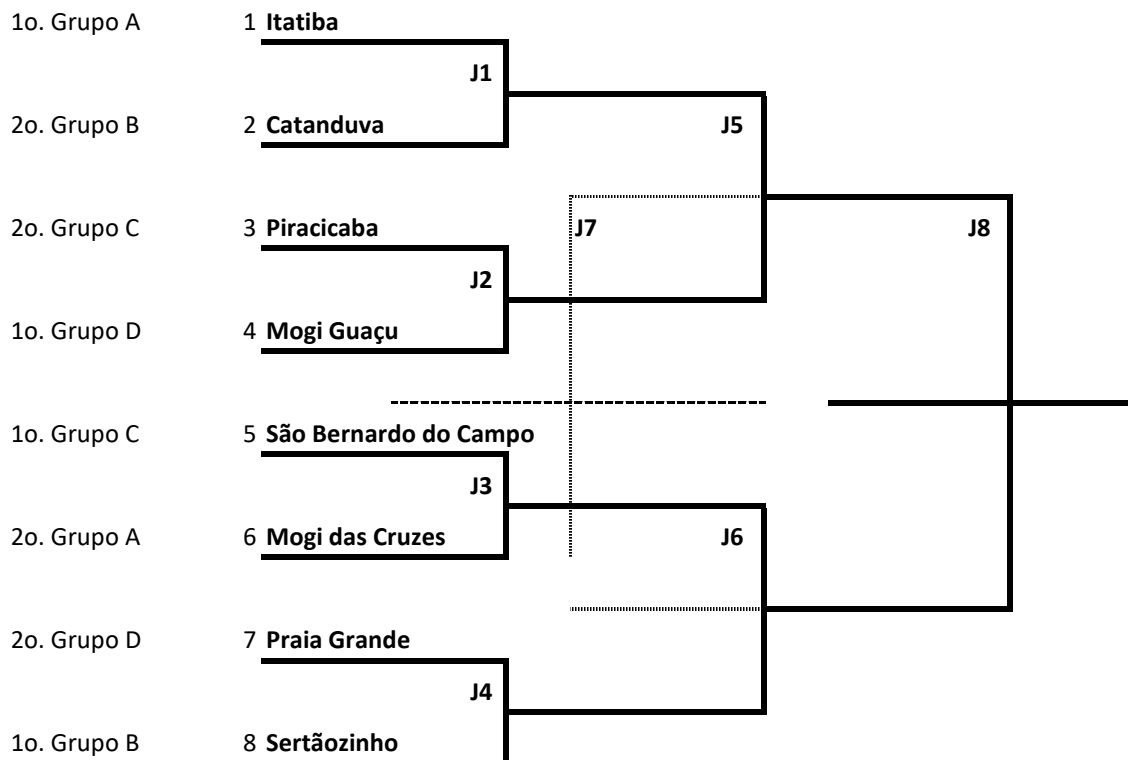 1o. Grupo A 1 Itatiba
J1
2o. Grupo B 2 Catanduva J5
2o. Grupo C 3 Piracicaba J7 J8
J2
1o. Grupo D 4 Mogi Guaçu
1o. Grupo C 5 São Bernardo do Campo
J3
2o. Grupo A 6 Mogi das Cruzes J6
2o. Grupo D 7 Praia Grande
J4
1o. Grupo B 8 Sertãozinho